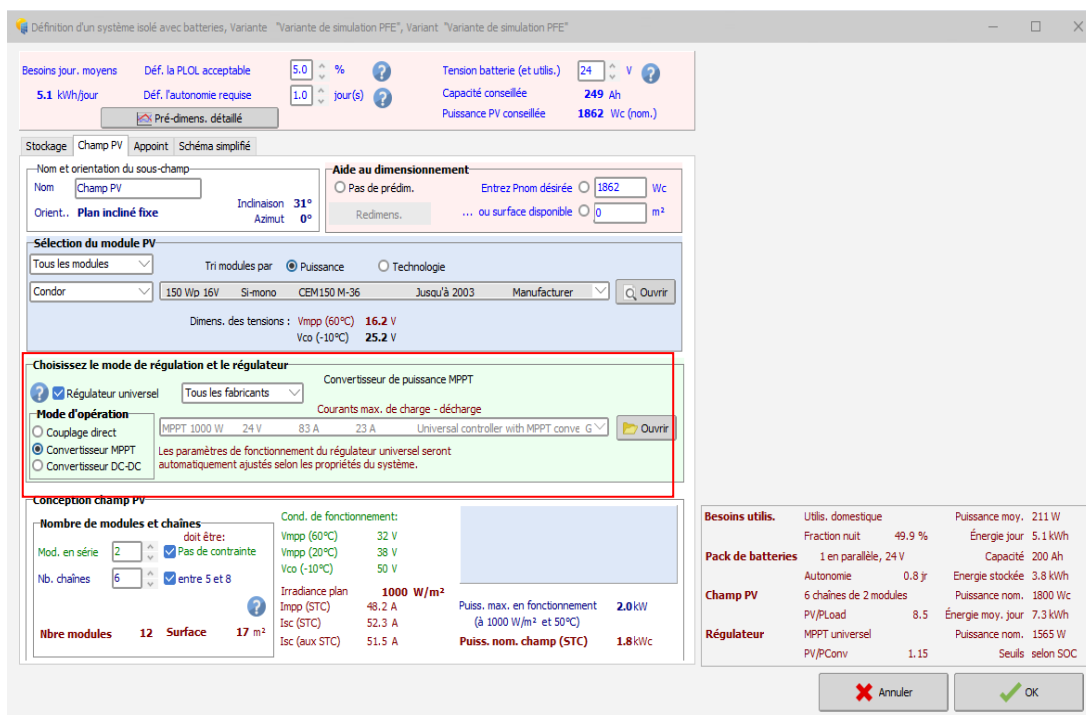 Définition d'un système isolé avec batteries, Variante "Variante de simulation PFE", Variant "Variante de simulation PFE"
Besoins jour. moyens Déf. la PLOL acceptable 5.0 % ? Tension batterie (et utilis.) 24 V ?
5.1 kWh/jour Déf. l'autonomie requise 1.0 jour(s) ? Capacité conseillée 249 Ah
Pré-dimens. détaillé Puissance PV conseillée 1862 Wc (nom.)
Stockage Champ PV Appoint Schéma simplifié
Nom et orientation du sous-champ
Nom Champ PV
Orient.. Plan incliné fixe Inclinaison 31°
Azimut 0°
Aide au dimensionnement
Pas de prédim. Entrez Pnom désirée 1862 Wc
Redimens. ... ou surface disponible 0 m²
Sélection du module PV
Tous les modules Tri modules par Puissance Technologie
Condor 150 Wp 16V Si-mono CEM150 M-36 Jusqu'à 2003 Manufacturer Ouvrir
Dimens. des tensions : Vmpp (60°C) 16.2 V
Vco (-10°C) 25.2 V
Choisissez le mode de régulation et le régulateur
Convertisseur de puissance MPPT
? Régulateur universel Tous les fabricants
Mode d'opération
Courants max. de charge - décharge
Couplage direct
MPPT 1000 W 24 V 83 A 23 A Universal controller with MPPT conve G Ouvrir
Convertisseur MPPT
Convertisseur DC-DC
Les paramètres de fonctionnement du régulateur universel seront
automatiquement ajustés selon les propriétés du système.
Conception champ PV
Nombre de modules et chaînes
doit être:
Mod. en série 2 Pas de contrainte
Nb. chaînes 6 entre 5 et 8
?
Nbre modules 12 Surface 17 m²
Cond. de fonctionnement:
Vmpp (60°C) 32 V
Vmpp (20°C) 38 V
Vco (-10°C) 50 V
Irradiance plan 1000 W/m²
Impp (STC) 48.2 A
Isc (STC) 52.3 A
Isc (aux STC) 51.5 A
Puiss. max. en fonctionnement 2.0 kW
(à 1000 W/m² et 50°C)
Puiss. nom. champ (STC) 1.8 kWc
Besoins utilis. Utilis. domestique Puissance moy. 211 W
Fraction nuit 49.9 % Énergie jour 5.1 kWh
Pack de batteries 1 en parallèle, 24 V Capacité 200 Ah
Autonomie 0.8 jr Energie stockée 3.8 kWh
Champ PV 6 chaînes de 2 modules Puissance nom. 1800 Wc
PV/PLoad 8.5 Énergie moy. jour 7.3 kWh
Régulateur MPPT universel Puissance nom. 1565 W
PV/PConv 1.15 Seuils selon SOC
Annuler OK